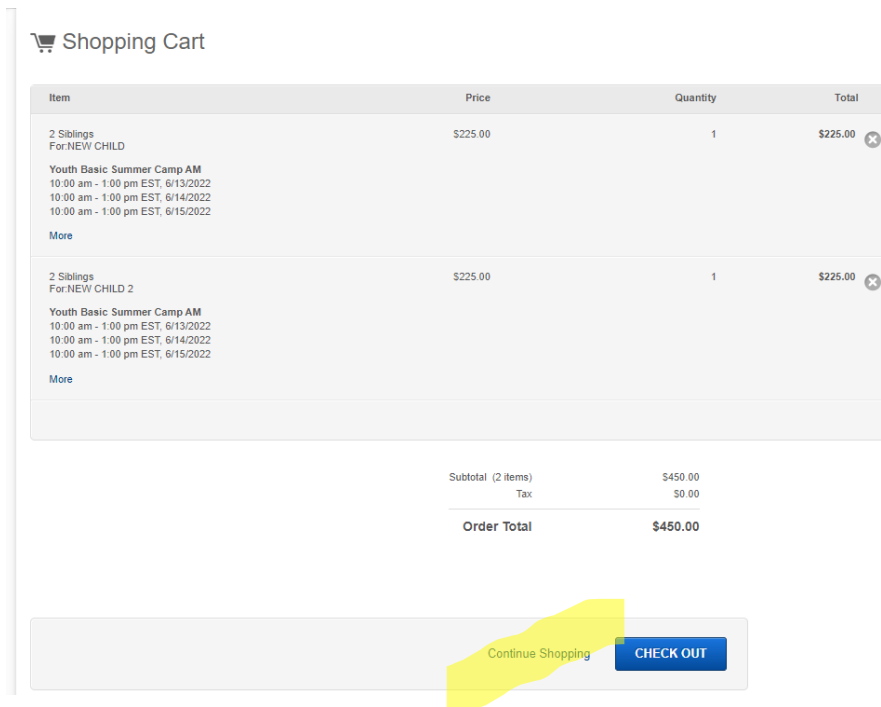 Shopping Cart
Item Price Quantity Total
2 Siblings $225.00 1 $225.00
For:NEW CHILD
Youth Basic Summer Camp AM
10:00 am - 1:00 pm EST, 6/13/2022
10:00 am - 1:00 pm EST, 6/14/2022
10:00 am - 1:00 pm EST, 6/15/2022
More
2 Siblings $225.00 1 $225.00
For:NEW CHILD 2
Youth Basic Summer Camp AM
10:00 am - 1:00 pm EST, 6/13/2022
10:00 am - 1:00 pm EST, 6/14/2022
10:00 am - 1:00 pm EST, 6/15/2022
More
Subtotal (2 items) $450.00
Tax $0.00
Order Total $450.00
Continue Shopping CHECK OUT